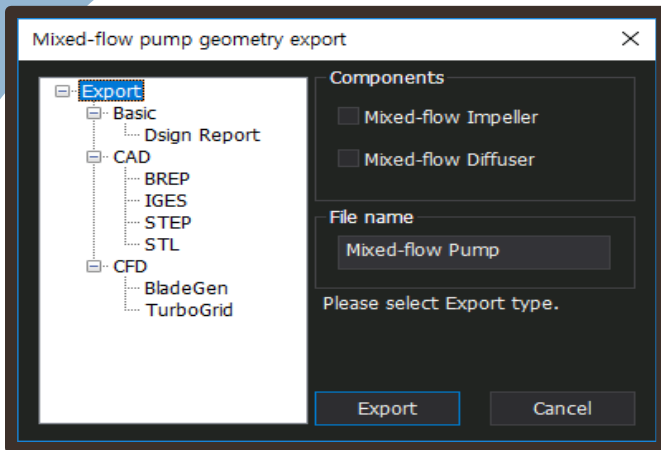 Mixed-flow pump geometry export
Export
Basic
Dsign Report
CAD
BREP
IGES
STEP
STL
CFD
BladeGen
TurboGrid
Components
Mixed-flow Impeller
Mixed-flow Diffuser
File name
Mixed-flow Pump
Please select Export type.
Export
Cancel